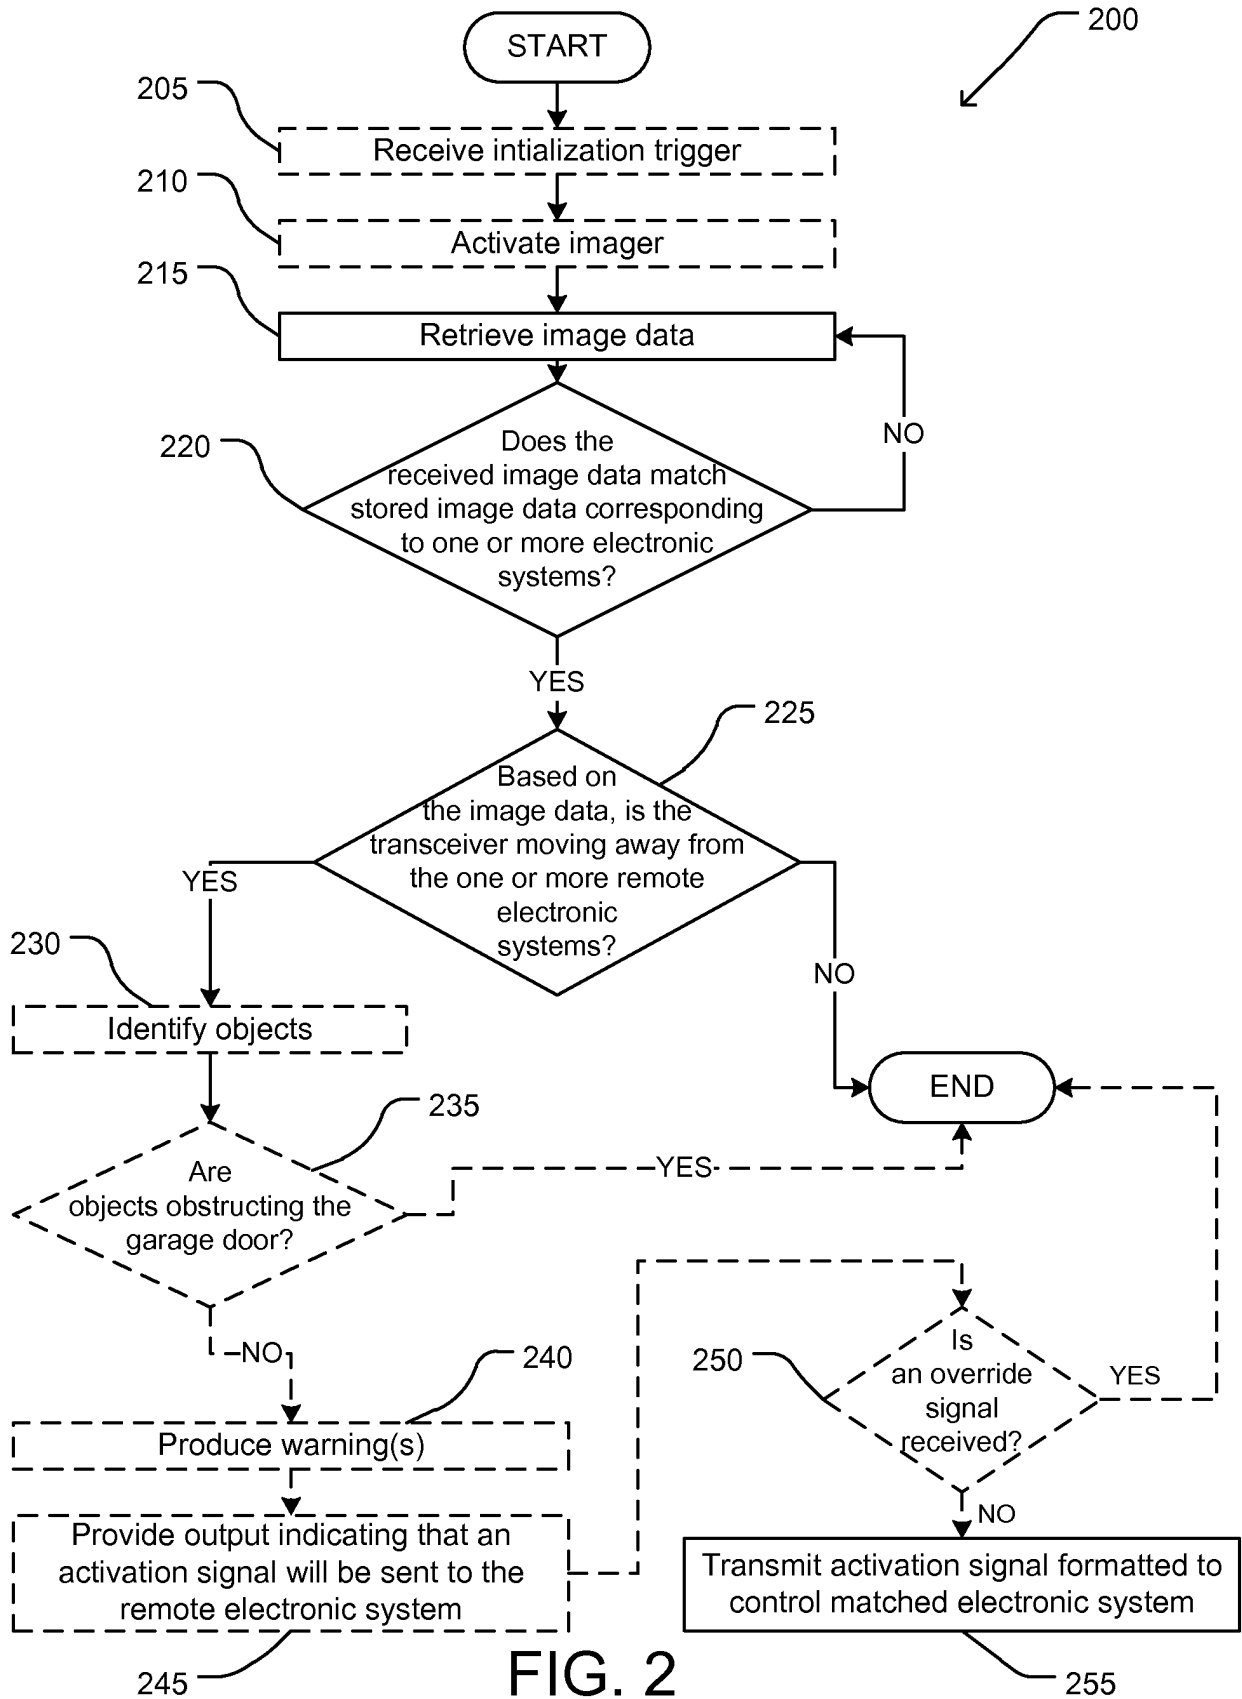 200
START
205
Receive intialization trigger
210
Activate imager
215
Retrieve image data
NO
220
Does the
received image data match
stored image data corresponding
to one or more electronic
systems?
YES
225
Based on
the image data, is the
transceiver moving away from
the one or more remote
electronic
systems?
YES
NO
230
Identify objects
END
235
Are
objects obstructing the
garage door?
YES
NO
240
Produce warning(s)
250
Is
an override
signal
received?
YES
NO
Provide output indicating that an
activation signal will be sent to the
remote electronic system
245
Transmit activation signal formatted to
control matched electronic system
255
FIG. 2